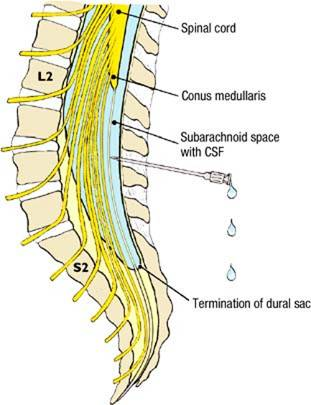 Spinal cord
L2
Conus medullaris
Subarachnoid space
with CSF
S2
Termination of dural sac